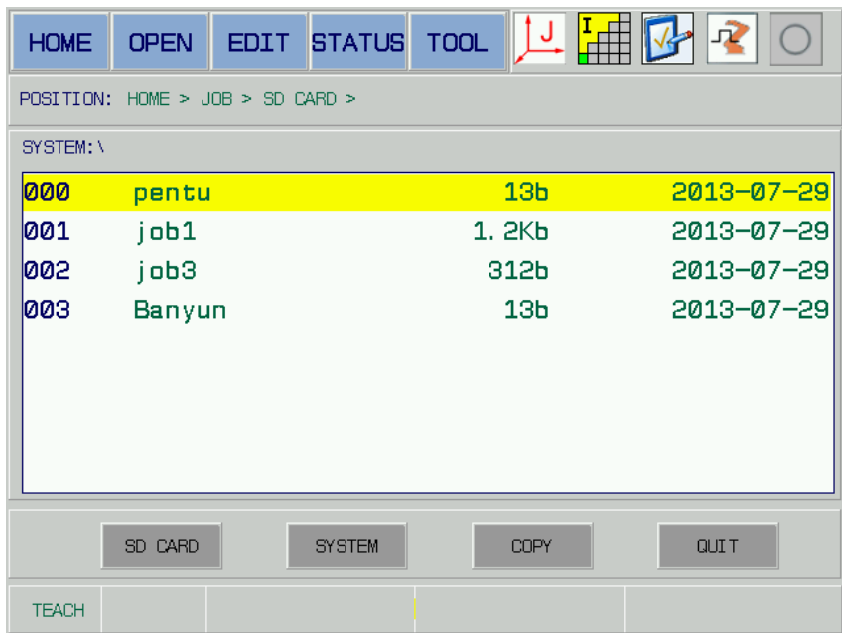 HOME OPEN EDIT STATUS TOOL J I
POSITION: HOME > JOB > SD CARD >
SYSTEM:\
000 pentu 13b 2013-07-29
001 job1 1.2Kb 2013-07-29
002 job3 312b 2013-07-29
003 Banyun 13b 2013-07-29
SD CARD SYSTEM COPY QUIT
TEACH